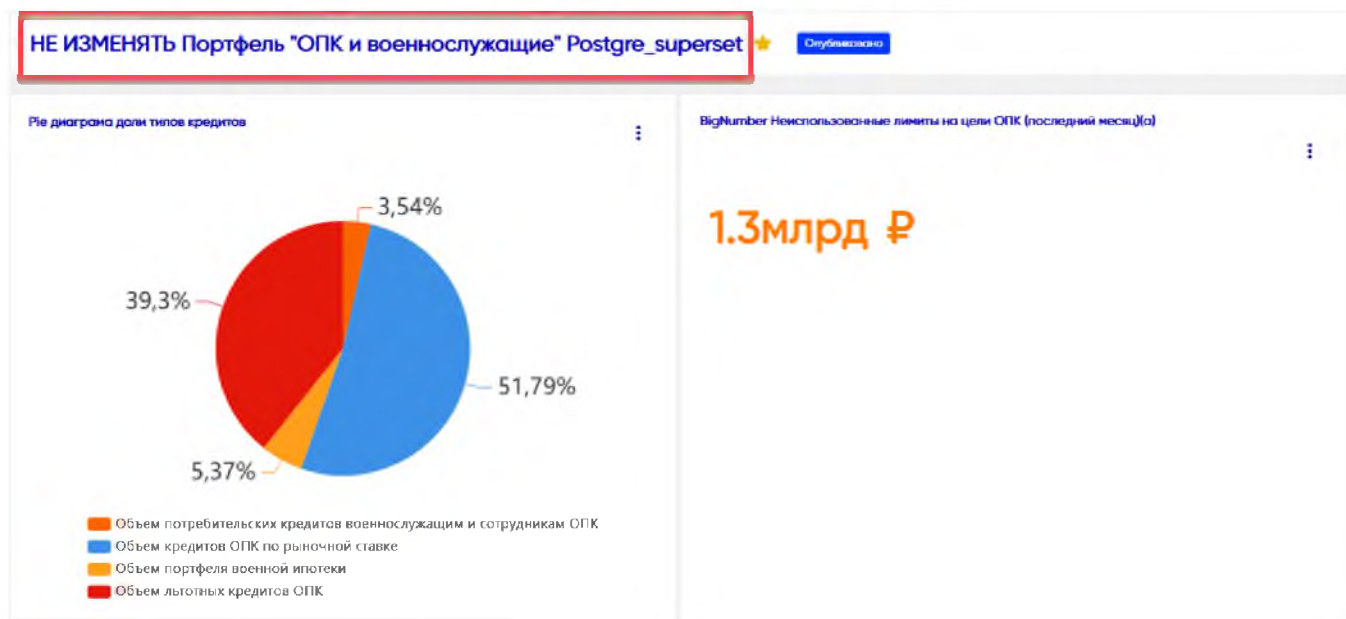 НЕ ИЗМЕНЯТЬ Портфель "ОПК и военнослужащие" Postgre_superset
Опубликовано
Pie диаграма доли типов кредитов
BigNumber Неиспользованные лимиты на цели ОПК (последний месяц)(а)
3,54%
1.3млрд ₽
39,3%
51,79%
5,37%
Объем потребительских кредитов военнослужащим и сотрудникам ОПК
Объем кредитов ОПК по рыночной ставке
Объем портфеля военной ипотеки
Объем льготных кредитов ОПК